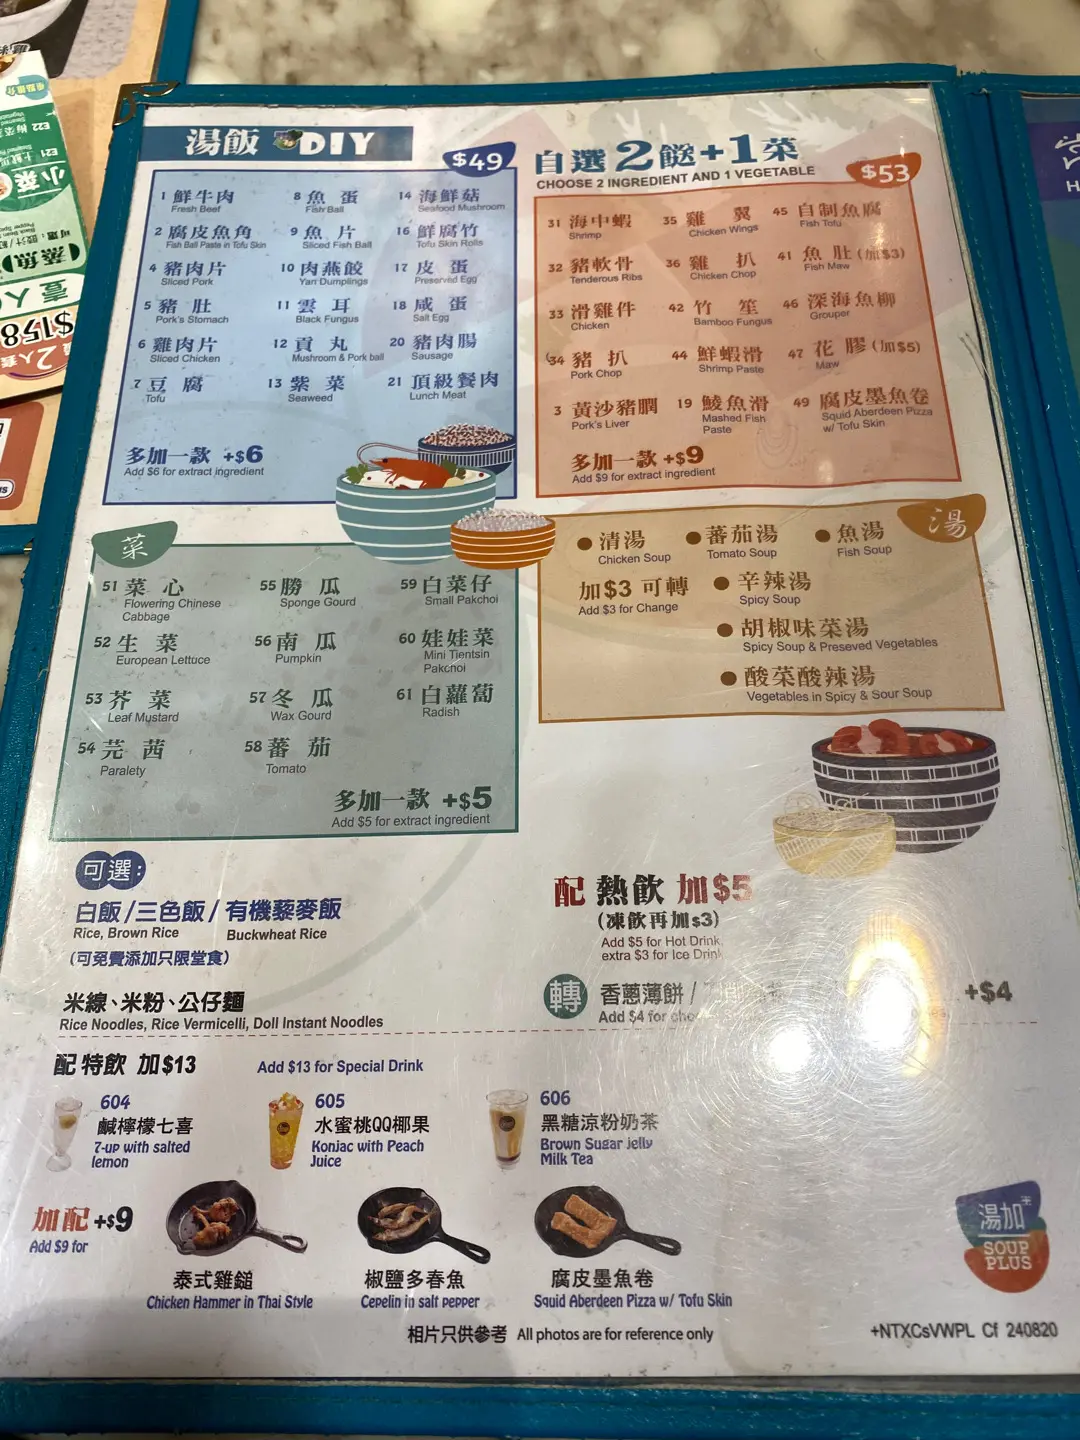 湯飯 DIY
$49
1 鮮牛肉
Fresh Beef
8 魚蛋
Fish Ball
14 海鮮菇
Seafood Mushroom
2 腐皮魚角
Fish Ball Paste in Tofu Skin
9 魚片
Sliced Fish Ball
16 鮮腐竹
Tofu Skin Rolls
4 豬肉片
Sliced Pork
10 肉燕餃
Yan Dumplings
17 皮蛋
Preserved Egg
5 豬肚
Pork's Stomach
11 雲耳
Black Fungus
18 咸蛋
Salt Egg
6 雞肉片
Sliced Chicken
12 貢丸
Mushroom & Pork ball
20 豬肉腸
Sausage
7 豆腐
Tofu
13 紫菜
Seaweed
21 頂級餐肉
Lunch Meat
多加一款 +$6
Add $6 for extract ingredient
自選2餸+1菜
CHOOSE 2 INGREDIENT AND 1 VEGETABLE
$53
31 海中蝦
Shrimp
35 雞翼
Chicken Wings
45 自制魚腐
Fish Tofu
32 豬軟骨
Tenderous Ribs
36 雞扒
Chicken Chop
41 魚肚(加$3)
Fish Maw
33 滑雞件
Chicken
42 竹笙
Bamboo Fungus
46 深海魚柳
Grouper
34 豬扒
Pork Chop
44 鮮蝦滑
Shrimp Paste
47 花膠(加$5)
Maw
3 黃沙豬膶
Pork's Liver
19 鯪魚滑
Mashed Fish
Paste
49 腐皮墨魚卷
Squid Aberdeen Pizza
w/ Tofu Skin
多加一款 +$9
Add $9 for extract ingredient
菜
51 菜心
Flowering Chinese
Cabbage
55 勝瓜
Sponge Gourd
59 白菜仔
Small Pakchoi
52 生菜
European Lettuce
56 南瓜
Pumpkin
60 娃娃菜
Mini Tientsin
Pakchoi
53 芥菜
Leaf Mustard
57 冬瓜
Wax Gourd
61 白蘿蔔
Radish
54 芫茜
Paralety
58 蕃茄
Tomato
多加一款 +$5
Add $5 for extract ingredient
湯
清湯
Chicken Soup
蕃茄湯
Tomato Soup
魚湯
Fish Soup
加$3 可轉
Add $3 for Change
辛辣湯
Spicy Soup
胡椒味菜湯
Spicy Soup & Preseved Vegetables
酸菜酸辣湯
Vegetables in Spicy & Sour Soup
可選:
白飯/三色飯/有機藜麥飯
Rice, Brown Rice Buckwheat Rice
(可免費添加只限堂食)
米線、米粉、公仔麵
Rice Noodles, Rice Vermicelli, Doll Instant Noodles
配熱飲加$5
(凍飲再加$3)
Add $5 for Hot Drink,
extra $3 for Ice Drink
轉 香蔥薄餅/
+$4
Add $4 for
配特飲 加$13
Add $13 for Special Drink
604
鹹檸檬七喜
7-up with salted
lemon
605
水蜜桃QQ椰果
Konjac with Peach
Juice
606
黑糖涼粉奶茶
Brown Sugar jelly
Milk Tea
加配+$9
Add $9 for
泰式雞鎚
Chicken Hammer in Thai Style
椒鹽多春魚
Cepelin in salt pepper
腐皮墨魚卷
Squid Aberdeen Pizza w/ Tofu Skin
相片只供參考 All photos are for reference only
湯加+
SOUP
PLUS
+NTXCsVWPL Cf 240820
E22
E21
小菜
蒸魚
$158
2人套